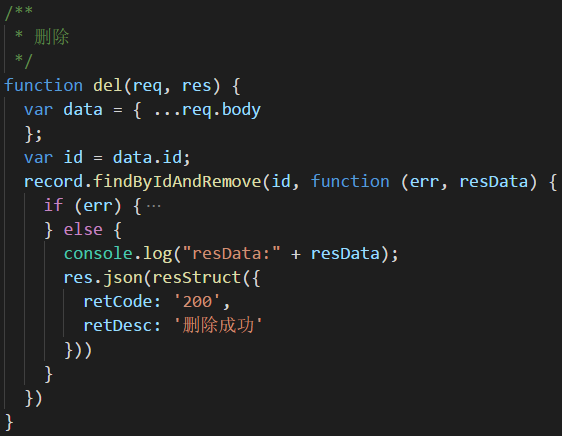 /**
 * 删除
 */
function del(req, res) {
  var data = { ...req.body
  };
  var id = data.id;
  record.findByIdAndRemove(id, function (err, resData) {
    if (err) {…
    } else {
      console.log("resData:" + resData);
      res.json(resStruct({
        retCode: '200',
        retDesc: '删除成功'
      }))
    }
  })
}